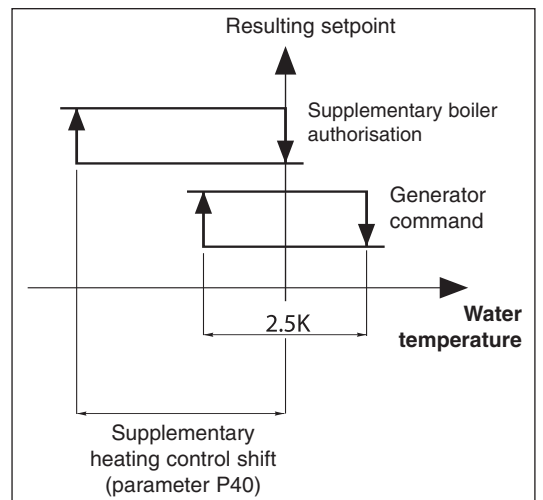 Resulting setpoint
Supplementary boiler
authorisation
Generator
command
2.5K
Water
temperature
Supplementary
heating control shift
(parameter P40)